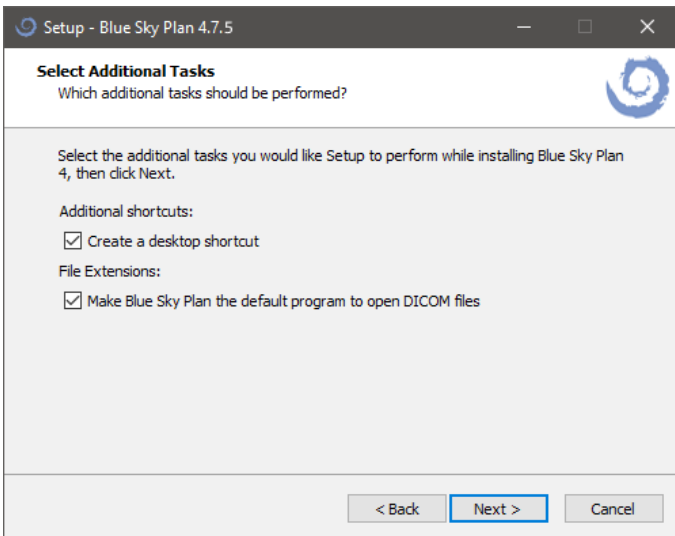 Setup - Blue Sky Plan 4.7.5
Select Additional Tasks
Which additional tasks should be performed?
Select the additional tasks you would like Setup to perform while installing Blue Sky Plan
4, then click Next.
Additional shortcuts:
Create a desktop shortcut
File Extensions:
Make Blue Sky Plan the default program to open DICOM files
< Back Next > Cancel